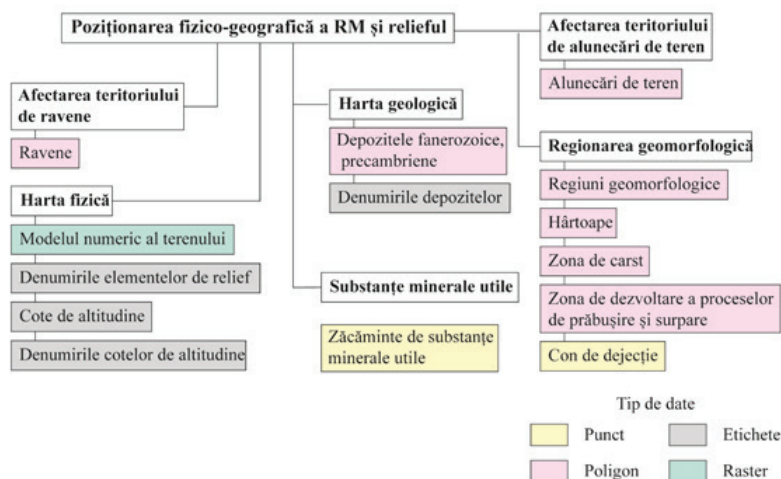 Poziționarea fizico-geografică a RM și relieful
Afectarea teritoriului
de ravene
Ravene
Harta fizică
Modelul numeric al terenului
Denumirile elementelor de relief
Cote de altitudine
Denumirile cotelor de altitudine
Harta geologică
Depozitele fanerozoice,
precambriene
Denumirile depozitelor
Substanțe minerale utile
Zăcăminte de substanțe
minerale utile
Afectarea teritoriului
de alunecări de teren
Alunecări de teren
Regionarea geomorfologică
Regiuni geomorfologice
Hârtoape
Zona de carst
Zona de dezvoltare a proceselor
de prăbușire și surpare
Con de dejecție
Tip de date
Punct
Etichete
Poligon
Raster